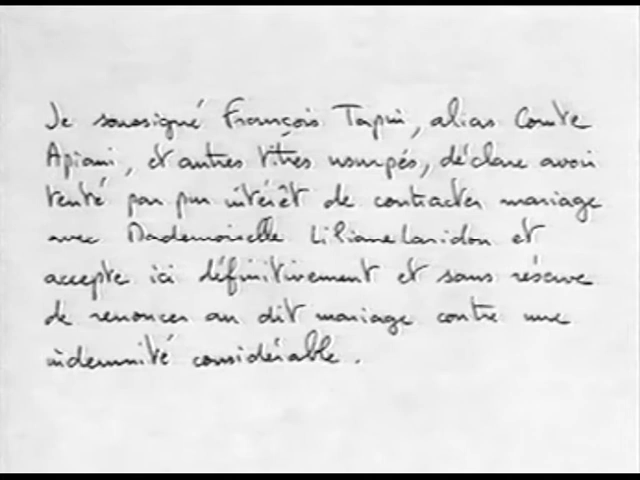 Je soussigné François Tapin, alias Comte
Apiani, et autres titres usurpés, déclare avoir
tenté par pur intérêt de contracter mariage
avec Mademoiselle Liliane Laridon et
accepte ici définitivement et sans réserve
de renoncer au dit mariage contre une
indemnité considérable.